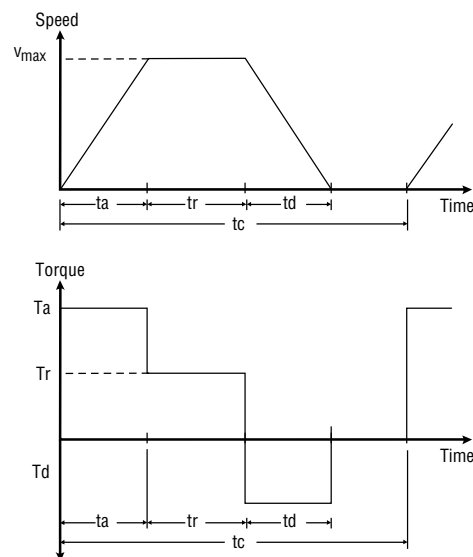 Speed
vmax
ta tr td
Time
tc
Torque
Ta
Tr
Time
Td
ta tr td
tc